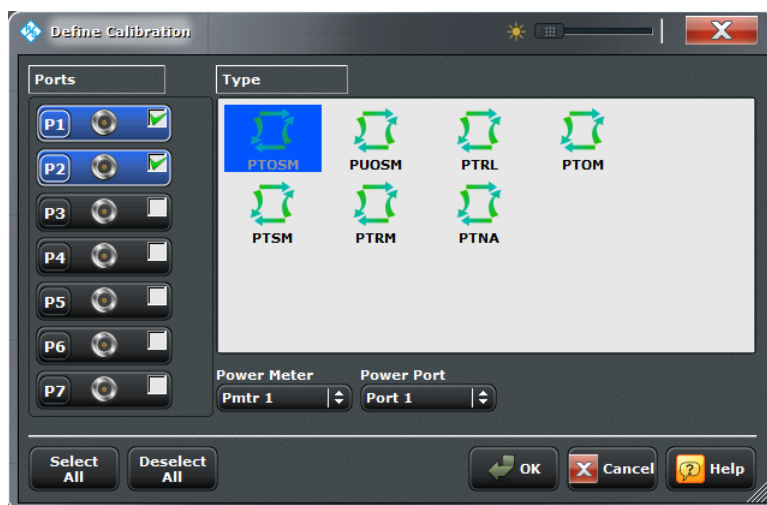 Define Calibration
Ports
Type
P1
P2
P3
P4
P5
P6
P7
PTOSM PUOSM PTRL PTOM
PTSM PTRM PTNA
Power Meter Power Port
Pmtr 1 Port 1
Select All
Deselect All
OK
Cancel
Help